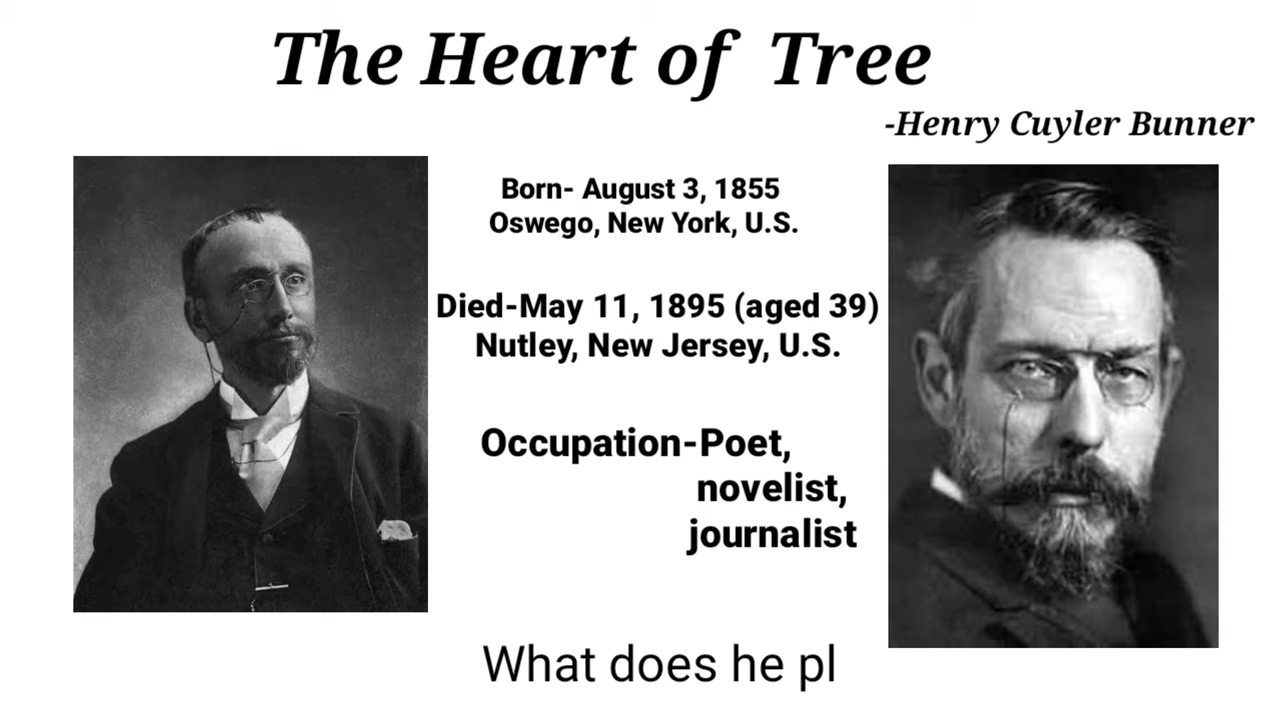 The Heart of Tree
-Henry Cuyler Bunner
Born- August 3, 1855
Oswego, New York, U.S.
Died-May 11, 1895 (aged 39)
Nutley, New Jersey, U.S.
Occupation-Poet,
novelist,
journalist
What does he pl